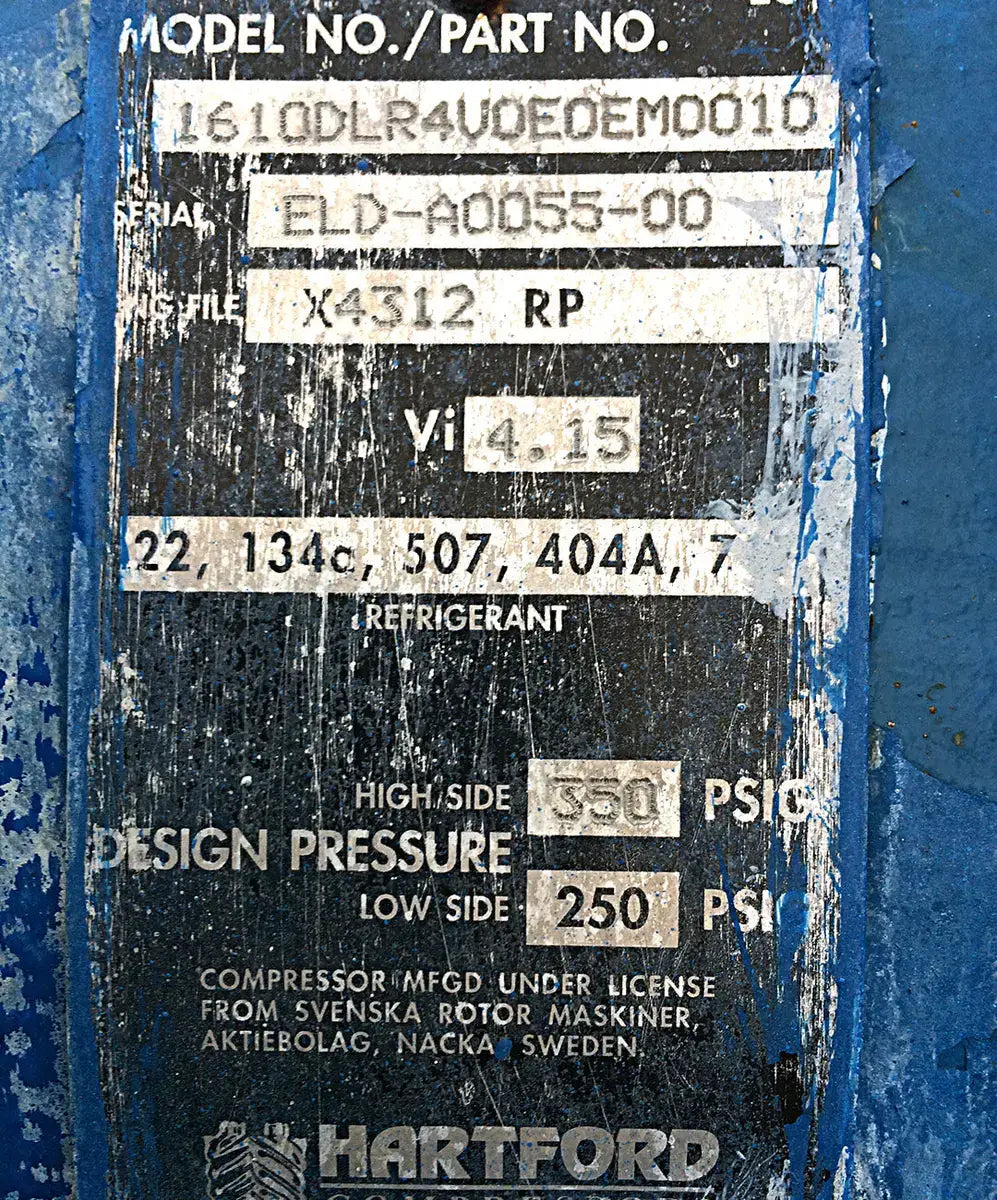 MODEL NO./PART NO.
1610DLR4V0E0EM0010
SERIAL ELD-A0055-00
FILE X4312 RP
Vi 4.15
22, 134a, 507, 404A, 7
REFRIGERANT
HIGH SIDE 350 PSIG
DESIGN PRESSURE
LOW SIDE 250 PSIG
COMPRESSOR MFGD UNDER LICENSE
FROM SVENSKA ROTOR MASKINER,
AKTIEBOLAG, NACKA, SWEDEN.
HARTFORD